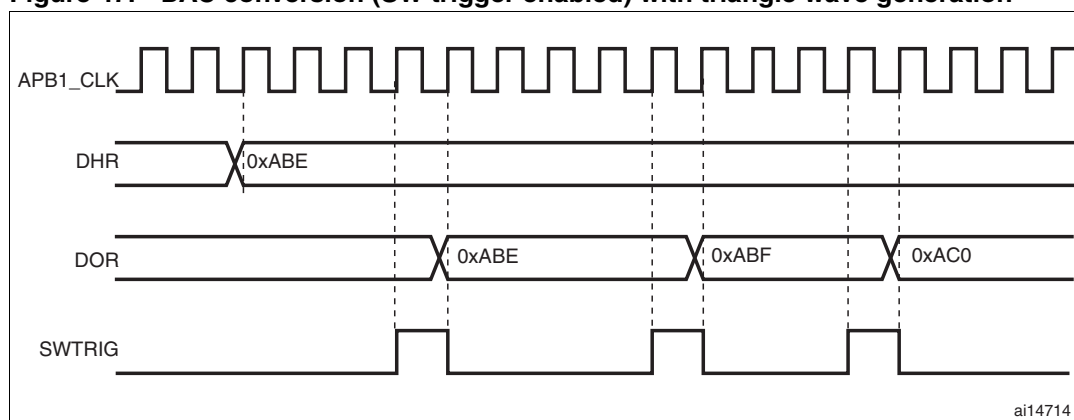 Figure 47. DAC conversion (SW trigger enabled) with triangle wave generation
APB1_CLK
DHR
0xABE
DOR
0xABE
0xABF
0xAC0
SWTRIG
ai14714